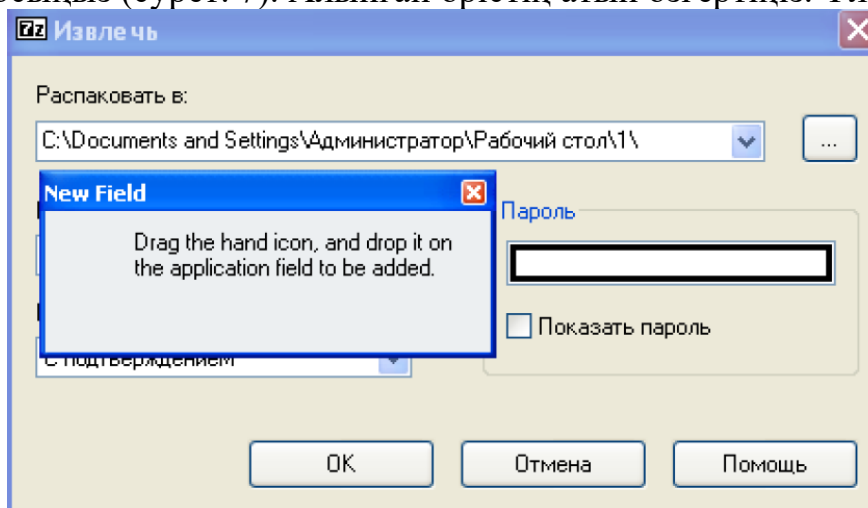 Извлечь
Распаковать в:
C:\Documents and Settings\Администратор\Рабочий стол\1\
...
New Field
Drag the hand icon, and drop it on
the application field to be added.
Пароль
Показать пароль
С подтверждением
OK
Отмена
Помощь